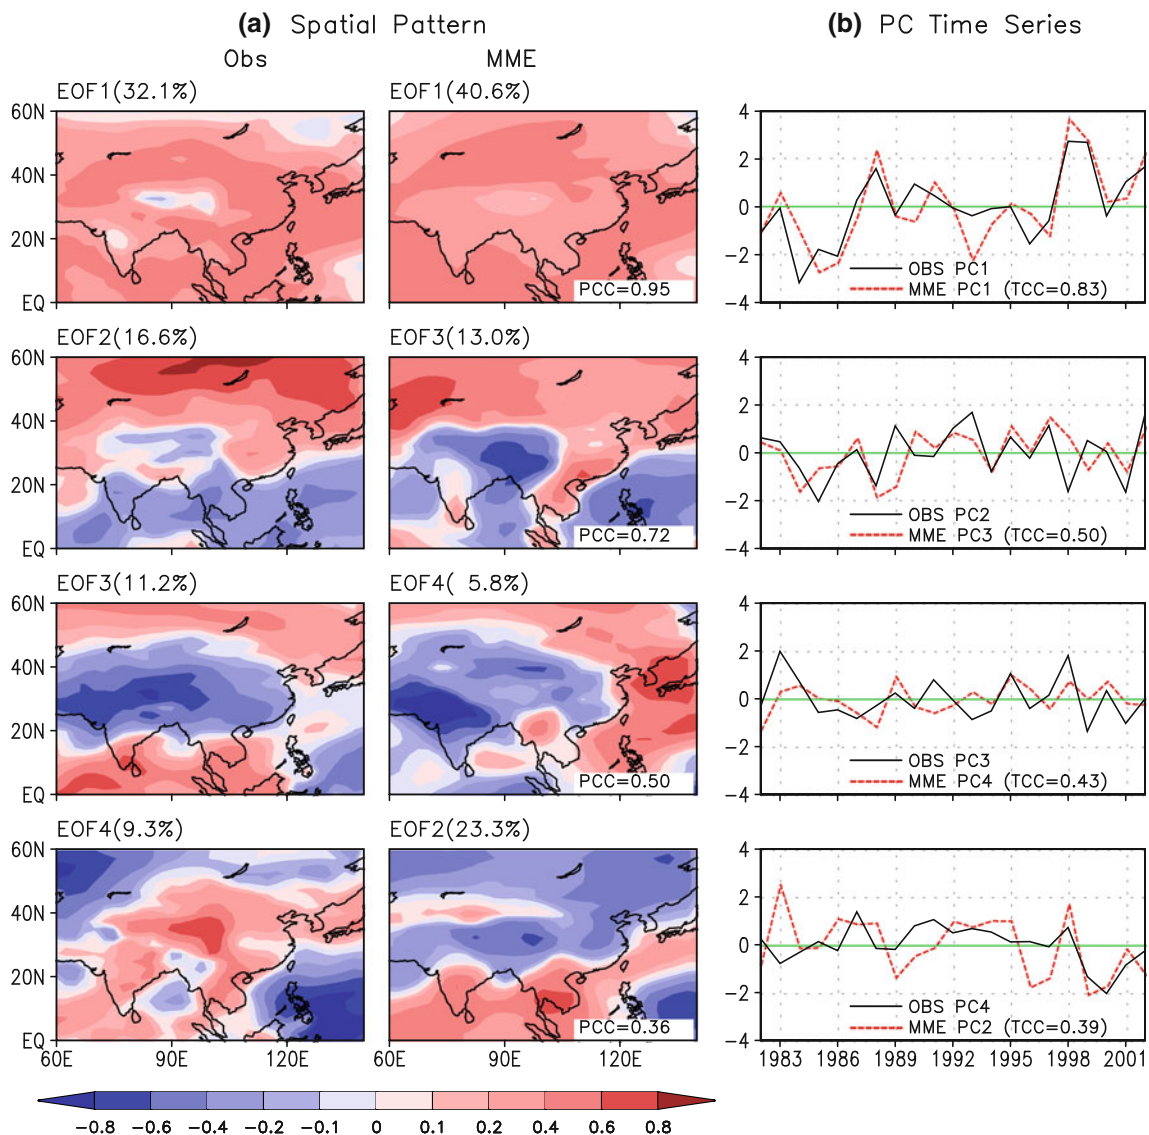 (a) Spatial Pattern
(b) PC Time Series
Obs
MME
EOF1(32.1%)
EOF1(40.6%)
60N
40N
20N
EQ
PCC=0.95
4
2
0
−2
−4
OBS PC1
MME PC1 (TCC=0.83)
EOF2(16.6%)
EOF3(13.0%)
60N
40N
20N
EQ
PCC=0.72
4
2
0
−2
−4
OBS PC2
MME PC3 (TCC=0.50)
EOF3(11.2%)
EOF4( 5.8%)
60N
40N
20N
EQ
PCC=0.50
4
2
0
−2
−4
OBS PC3
MME PC4 (TCC=0.43)
EOF4(9.3%)
EOF2(23.3%)
60N
40N
20N
EQ
PCC=0.36
4
2
0
−2
−4
OBS PC4
MME PC2 (TCC=0.39)
60E 90E 120E
60E 90E 120E
1983 1986 1989 1992 1995 1998 2001
−0.8 −0.6 −0.4 −0.2 −0.1 0 0.1 0.2 0.4 0.6 0.8